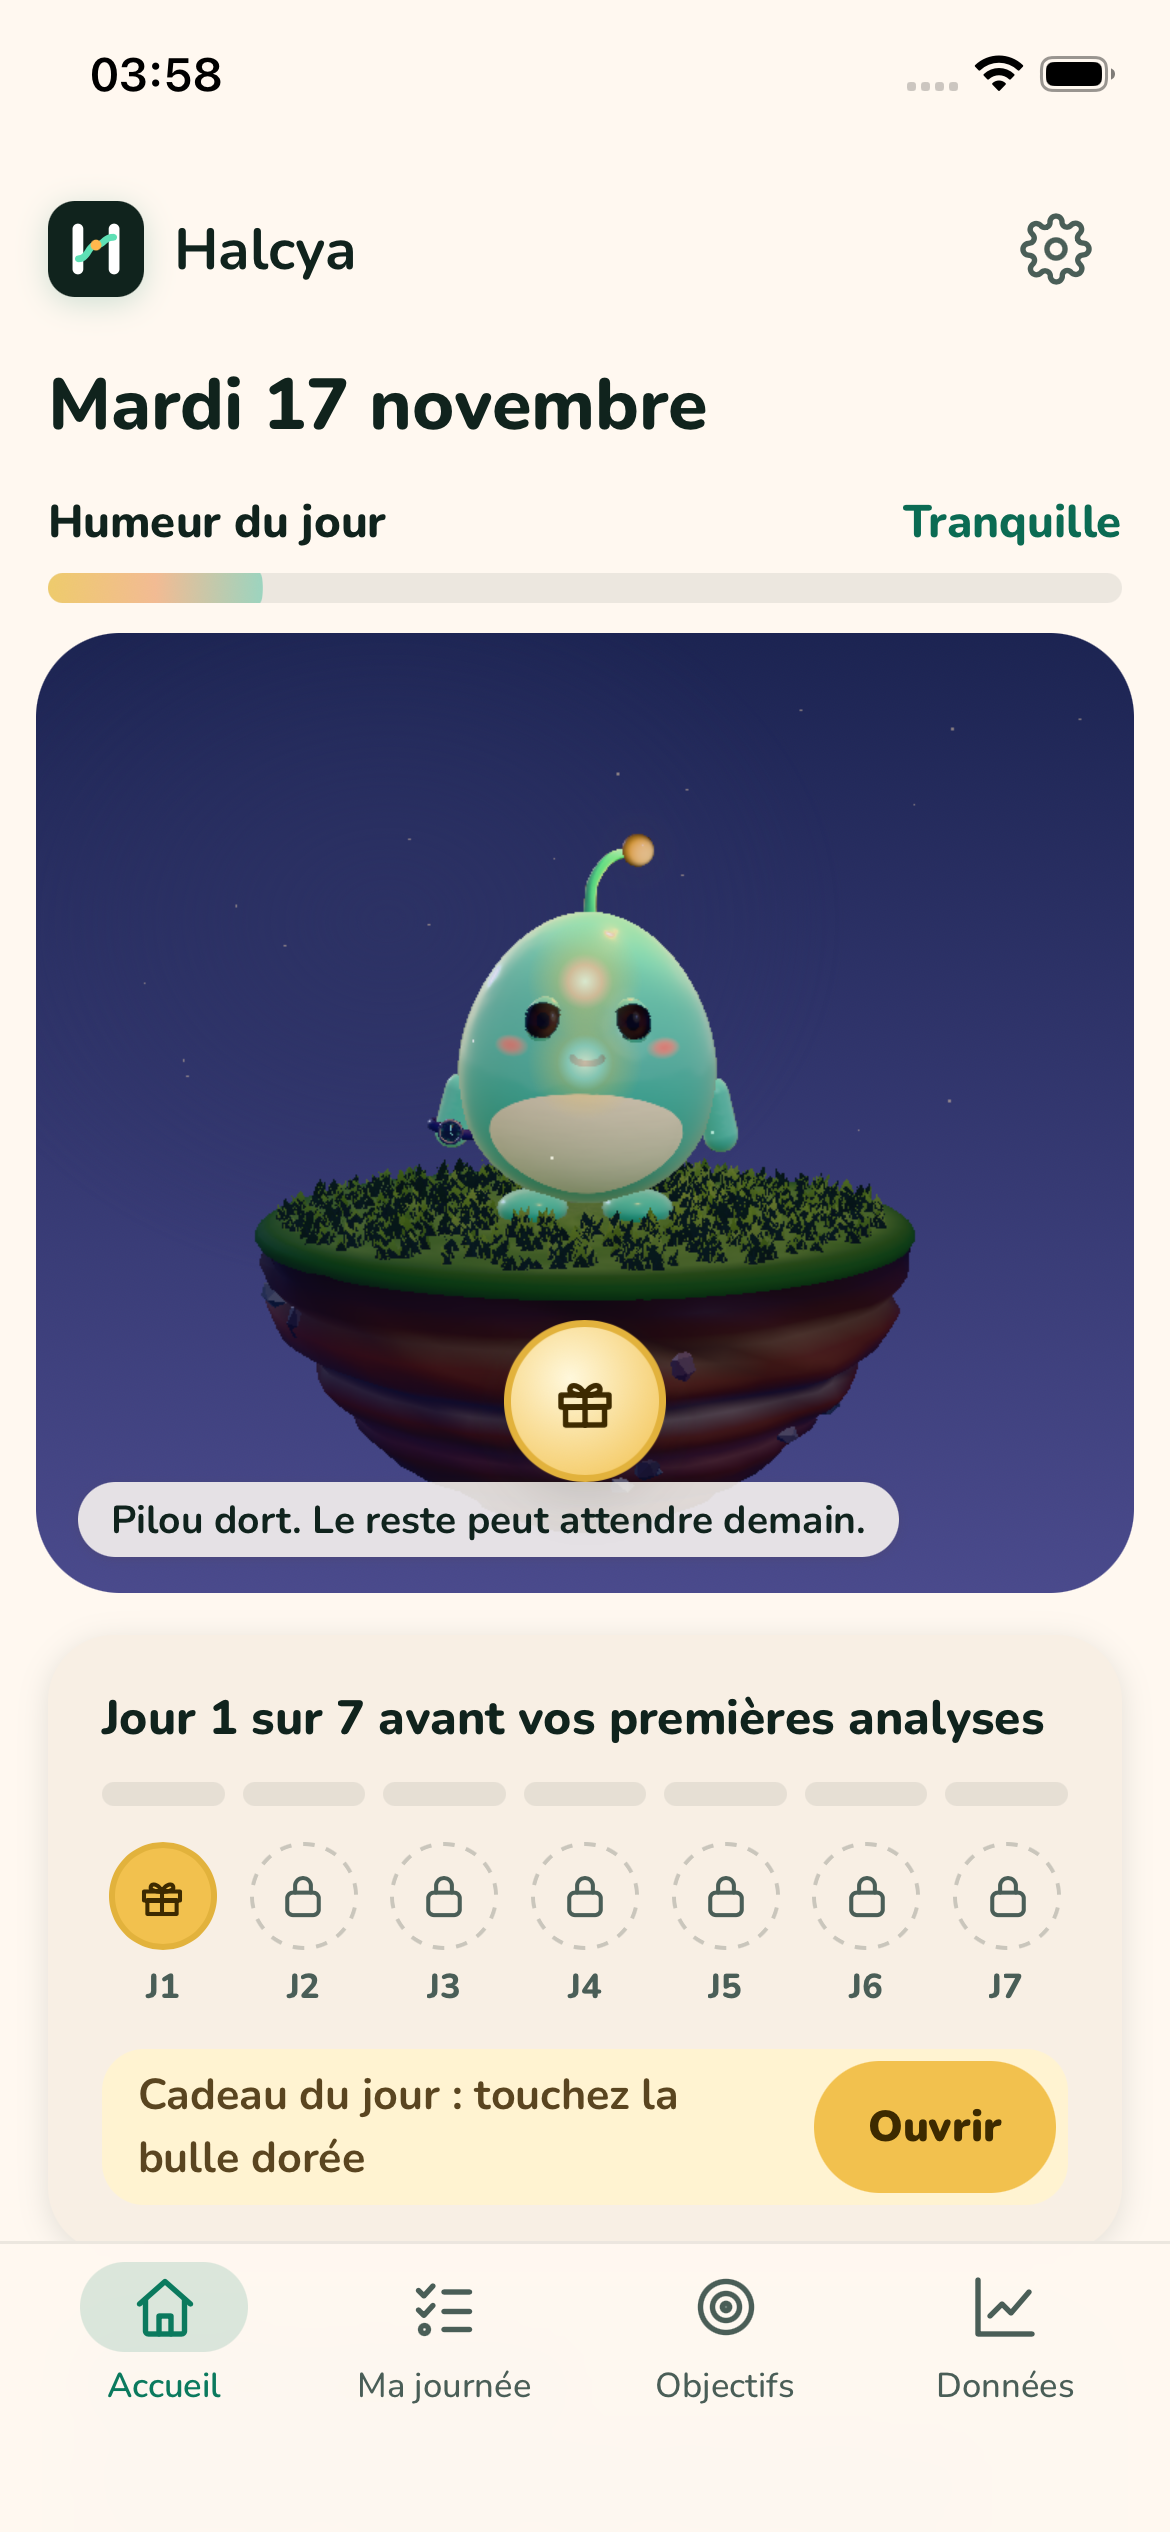 03:58
Halcya
Mardi 17 novembre
Humeur du jour
Tranquille
Pilou dort. Le reste peut attendre demain.
Jour 1 sur 7 avant vos premières analyses
J1 J2 J3 J4 J5 J6 J7
Cadeau du jour : touchez la
bulle dorée
Ouvrir
Accueil Ma journée Objectifs Données